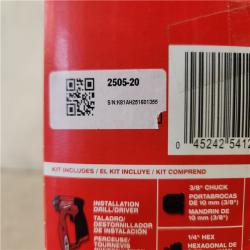 2505-20
S/N:K81AH251601355
0 45242 5412
KIT INCLUDES / EL KIT INCLUYE / KIT COMPREND
INSTALLATION
DRILL/DRIVER
TALADRO/
DESTORNILLADOR
DE INSTALACIÓN
PERCEUSE/
3/8" CHUCK
PORTABROCAS
DE 10 mm (3/8")
MANDRIN DE
10 mm (3/8")
1/4" HEX
HEXAGONAL DE